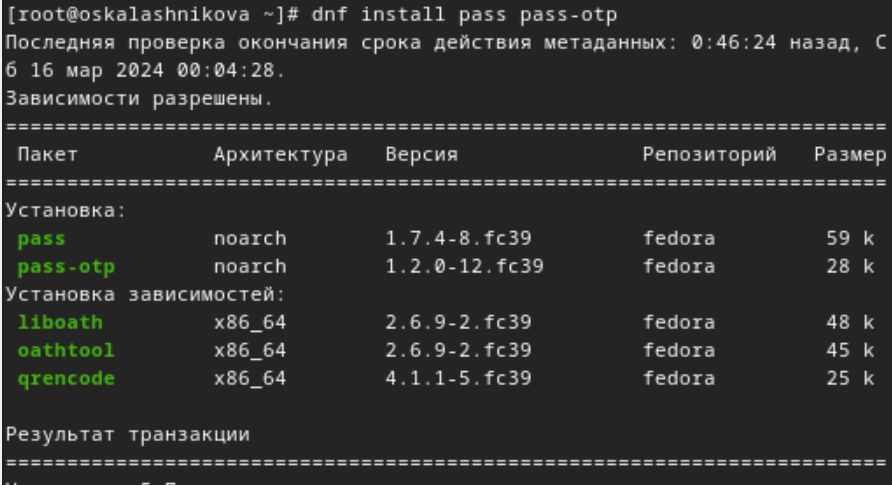 [root@oskalashnikova ~]# dnf install pass pass-otp
Последняя проверка окончания срока действия метаданных: 0:46:24 назад, С
б 16 мар 2024 00:04:28.
Зависимости разрешены.
================================================================================
Пакет Архитектура Версия Репозиторий Размер
================================================================================
Установка:
pass noarch 1.7.4-8.fc39 fedora 59 k
pass-otp noarch 1.2.0-12.fc39 fedora 28 k
Установка зависимостей:
liboath x86_64 2.6.9-2.fc39 fedora 48 k
oathtool x86_64 2.6.9-2.fc39 fedora 45 k
qrencode x86_64 4.1.1-5.fc39 fedora 25 k
Результат транзакции
================================================================================